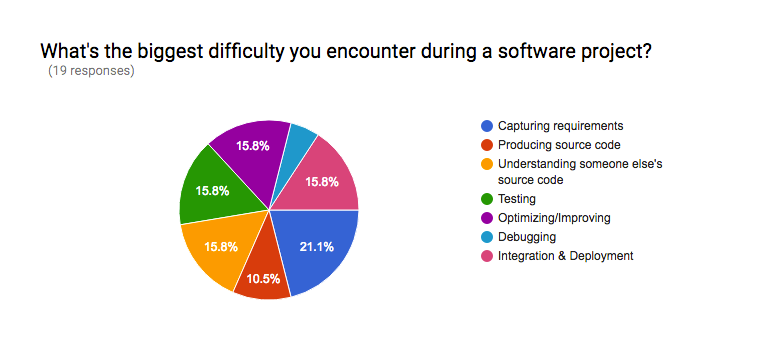 What's the biggest difficulty you encounter during a software project?
(19 responses)
15.8%
15.8%
15.8%
15.8%
21.1%
10.5%
Capturing requirements
Producing source code
Understanding someone else's
source code
Testing
Optimizing/Improving
Debugging
Integration & Deployment